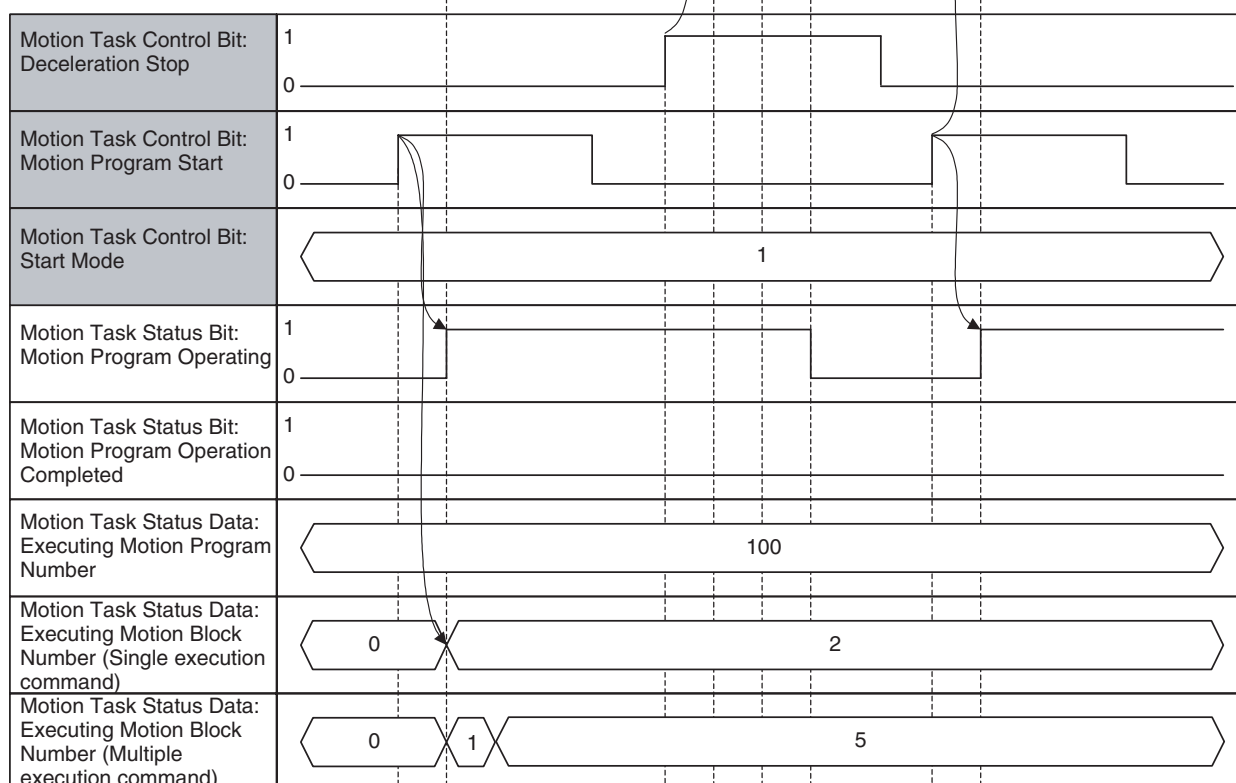 Motion Task Control Bit:
Deceleration Stop
1
0
Motion Task Control Bit:
Motion Program Start
1
0
Motion Task Control Bit:
Start Mode
1
Motion Task Status Bit:
Motion Program Operating
1
0
Motion Task Status Bit:
Motion Program Operation
Completed
1
0
Motion Task Status Data:
Executing Motion Program
Number
100
Motion Task Status Data:
Executing Motion Block
Number (Single execution
command)
0
2
Motion Task Status Data:
Executing Motion Block
Number (Multiple
execution command)
0
1
5